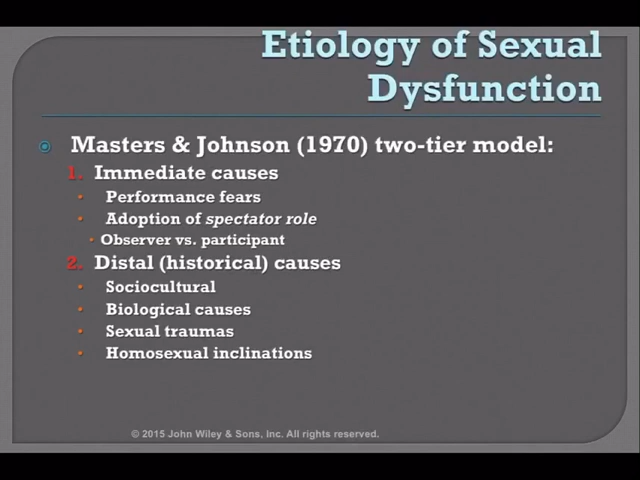 Etiology of Sexual
Dysfunction
Masters & Johnson (1970) two-tier model:
1. Immediate causes
• Performance fears
• Adoption of spectator role
Observer vs. participant
2. Distal (historical) causes
• Sociocultural
• Biological causes
• Sexual traumas
• Homosexual inclinations
© 2015 John Wiley & Sons, Inc. All rights reserved.